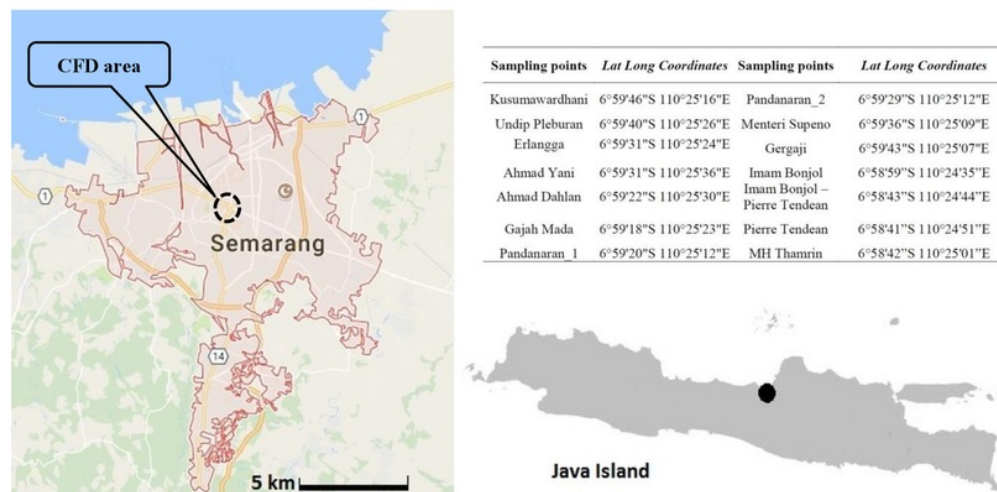 CFD area
1
1
Semarang
14
5 km
Sampling points Lat Long Coordinates Sampling points Lat Long Coordinates
Kusumawardhani 6°59'46"S 110°25'16"E Pandanaran_2 6°59'29"S 110°25'12"E
Undip Pleburan 6°59'40"S 110°25'26"E Menteri Supeno 6°59'36"S 110°25'09"E
Erlangga 6°59'31"S 110°25'24"E Gergaji 6°59'43"S 110°25'07"E
Ahmad Yani 6°59'31"S 110°25'36"E Imam Bonjol 6°58'59"S 110°24'35"E
Ahmad Dahlan 6°59'22"S 110°25'30"E Imam Bonjol – 6°58'43"S 110°24'44"E
Pierre Tendean
Gajah Mada 6°59'18"S 110°25'23"E Pierre Tendean 6°58'41"S 110°24'51"E
Pandanaran_1 6°59'20"S 110°25'12"E MH Thamrin 6°58'42"S 110°25'01"E
Java Island